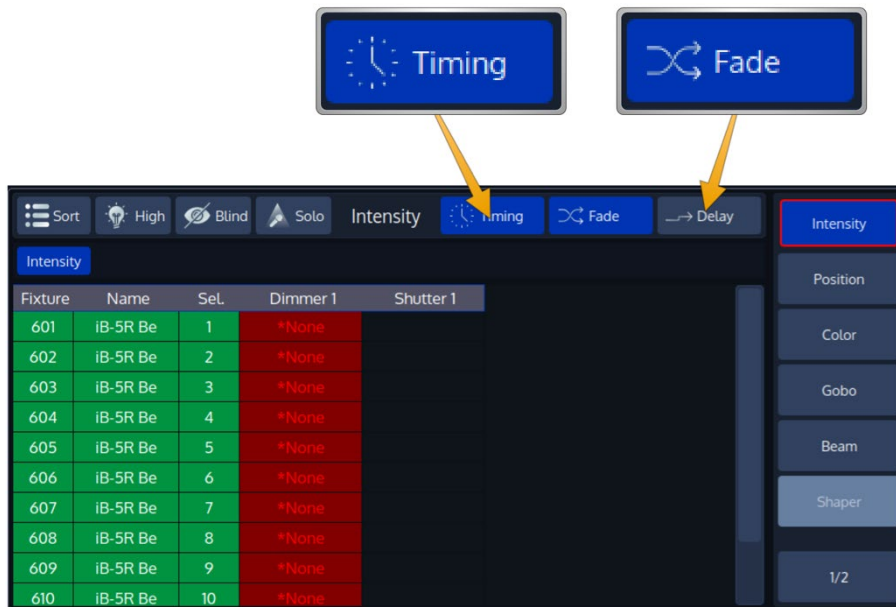 Timing
Fade
Sort High Blind Solo Intensity Timing Fade Delay
Intensity
Intensity
Fixture Name Sel. Dimmer 1 Shutter 1
601 iB-5R Be 1 *None
602 iB-5R Be 2 *None
603 iB-5R Be 3 *None
604 iB-5R Be 4 *None
605 iB-5R Be 5 *None
606 iB-5R Be 6 *None
607 iB-5R Be 7 *None
608 iB-5R Be 8 *None
609 iB-5R Be 9 *None
610 iB-5R Be 10 *None
Position
Color
Gobo
Beam
Shaper
1/2